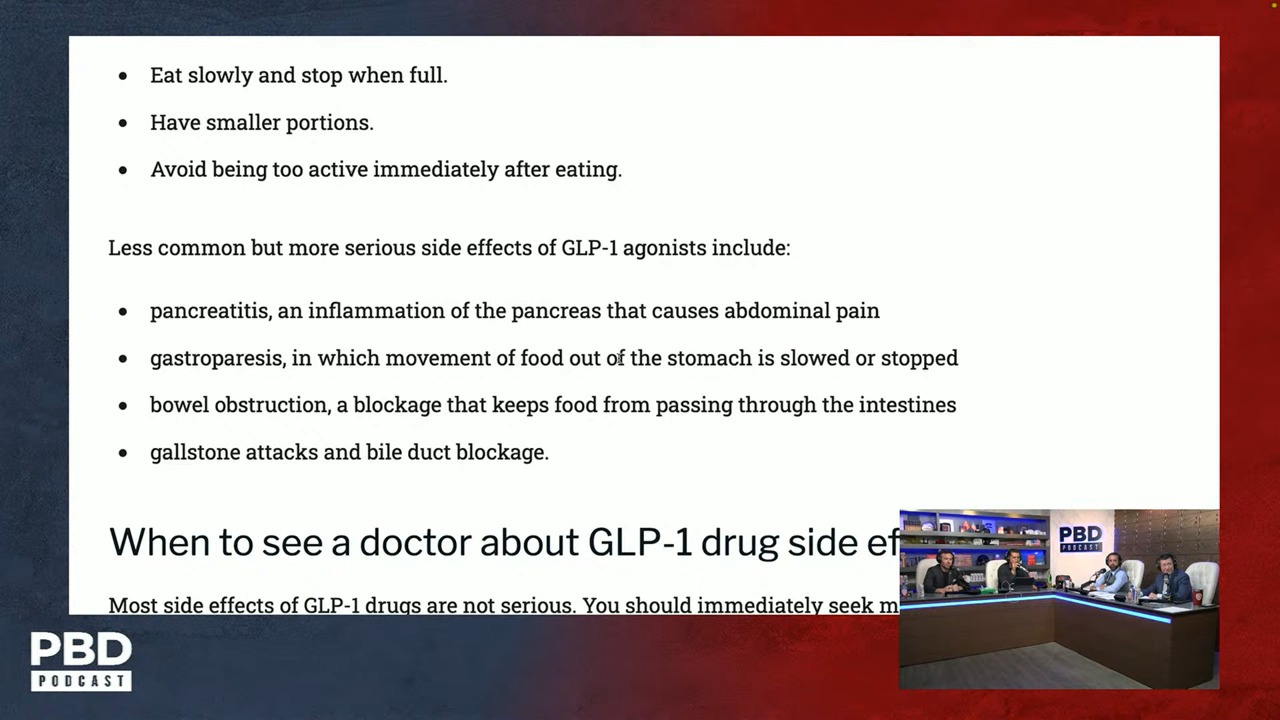 Eat slowly and stop when full.
Have smaller portions.
Avoid being too active immediately after eating.
Less common but more serious side effects of GLP-1 agonists include:
pancreatitis, an inflammation of the pancreas that causes abdominal pain
gastroparesis, in which movement of food out of the stomach is slowed or stopped
bowel obstruction, a blockage that keeps food from passing through the intestines
gallstone attacks and bile duct blockage.
When to see a doctor about GLP-1 drug side ef
Most side effects of GLP-1 drugs are not serious. You should immediately seek m
PBD
PODCAST
PBD
PODCAST